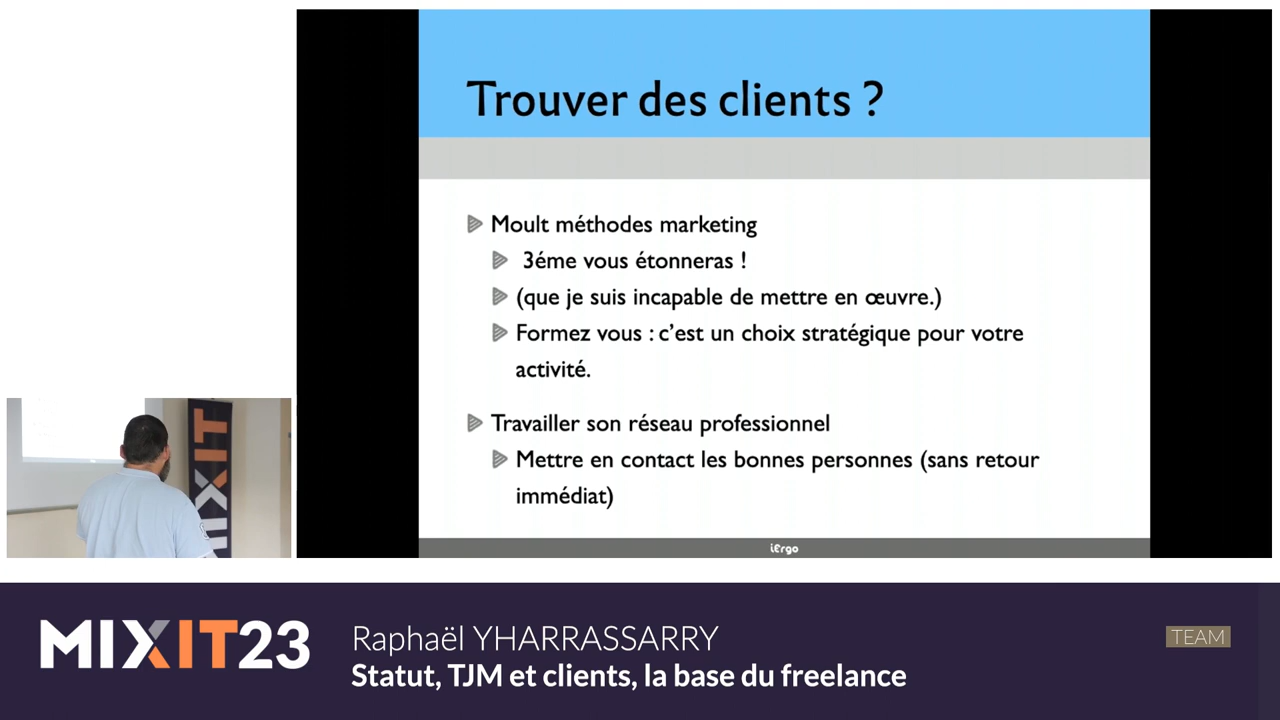 Trouver des clients ?
Moult méthodes marketing
3éme vous étonneras !
(que je suis incapable de mettre en œuvre.)
Formez vous : c’est un choix stratégique pour votre
activité.
Travailler son réseau professionnel
Mettre en contact les bonnes personnes (sans retour
immédiat)
iErgo
MIXIT
MIXIT23
Raphaël YHARRASSARRY
TEAM
Statut, TJM et clients, la base du freelance